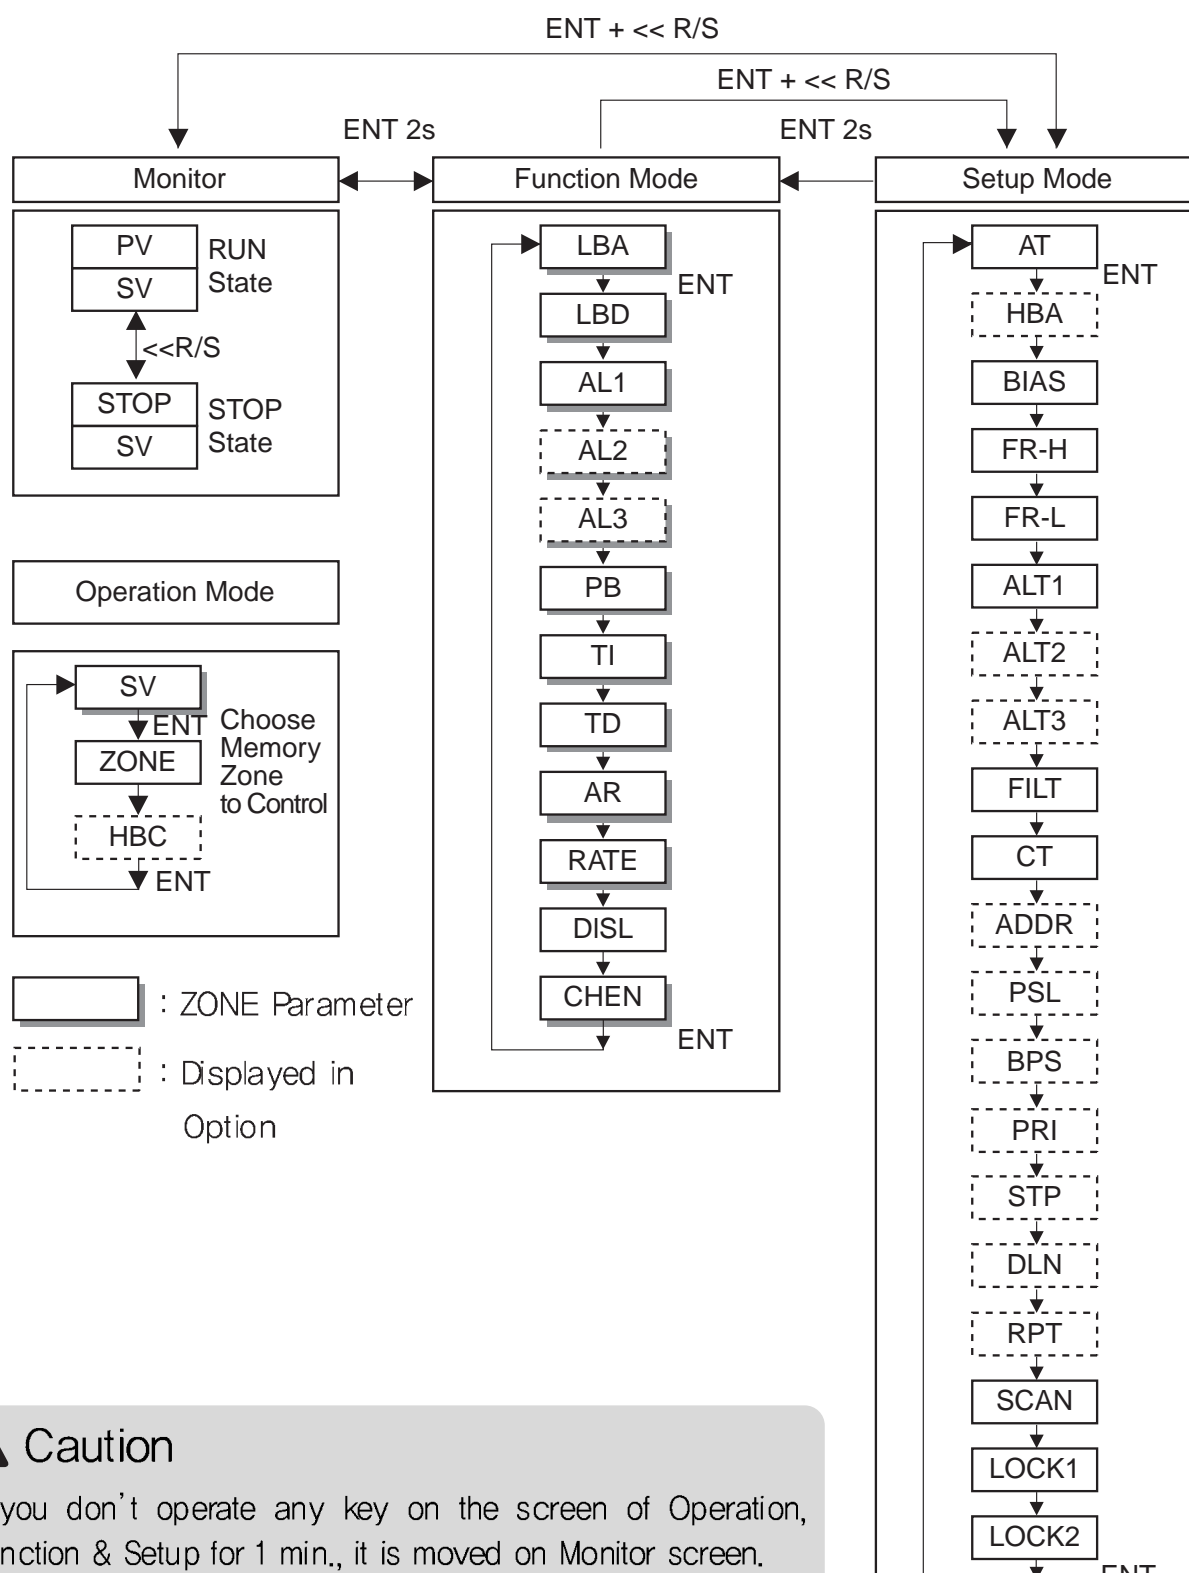 ENT + << R/S
ENT + << R/S
ENT 2s
ENT 2s
Monitor
Function Mode
Setup Mode
PV
SV
RUN
State
<<R/S
STOP
SV
STOP
State
Operation Mode
SV
ENT
ZONE
HBC
ENT
Choose
Memory
Zone
to Control
: ZONE Parameter
: Displayed in
Option
LBA
ENT
LBD
AL1
AL2
AL3
PB
TI
TD
AR
RATE
DISL
CHEN
ENT
AT
ENT
HBA
BIAS
FR-H
FR-L
ALT1
ALT2
ALT3
FILT
CT
ADDR
PSL
BPS
PRI
STP
DLN
RPT
SCAN
LOCK1
LOCK2
ENT
Caution
you don't operate any key on the screen of Operation,
nction & Setup for 1 min., it is moved on Monitor screen.